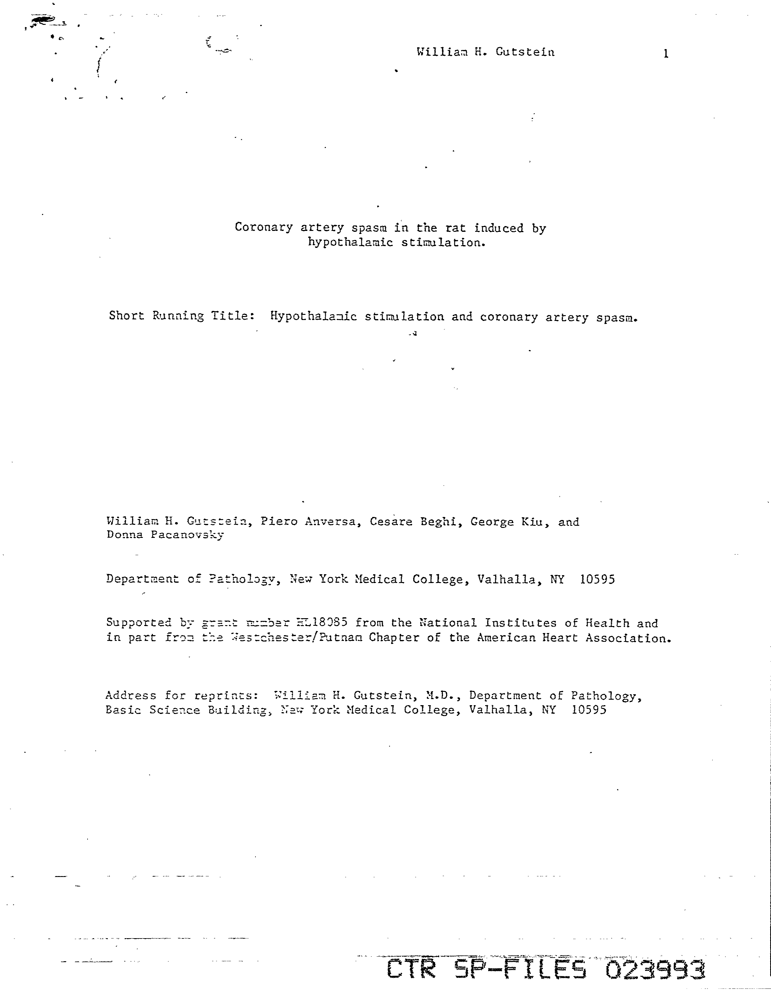 William H. Gutstein 1
Coronary artery spasm in the rat induced by
hypothalamic stimulation.
Short Running Title: Hypothalamic stimulation and coronary artery spasm.
William H. Gutstein, Piero Anversa, Cesare Beghi, George Kiu, and
Donna Pacanovsky
Department of Pathology, New York Medical College, Valhalla, NY 10595
Supported by grant number HL18085 from the National Institutes of Health and
in part from the Westchester/Putnam Chapter of the American Heart Association.
Address for reprints: William H. Gutstein, M.D., Department of Pathology,
Basic Science Building, New York Medical College, Valhalla, NY 10595
CTR SP-FILES 023993